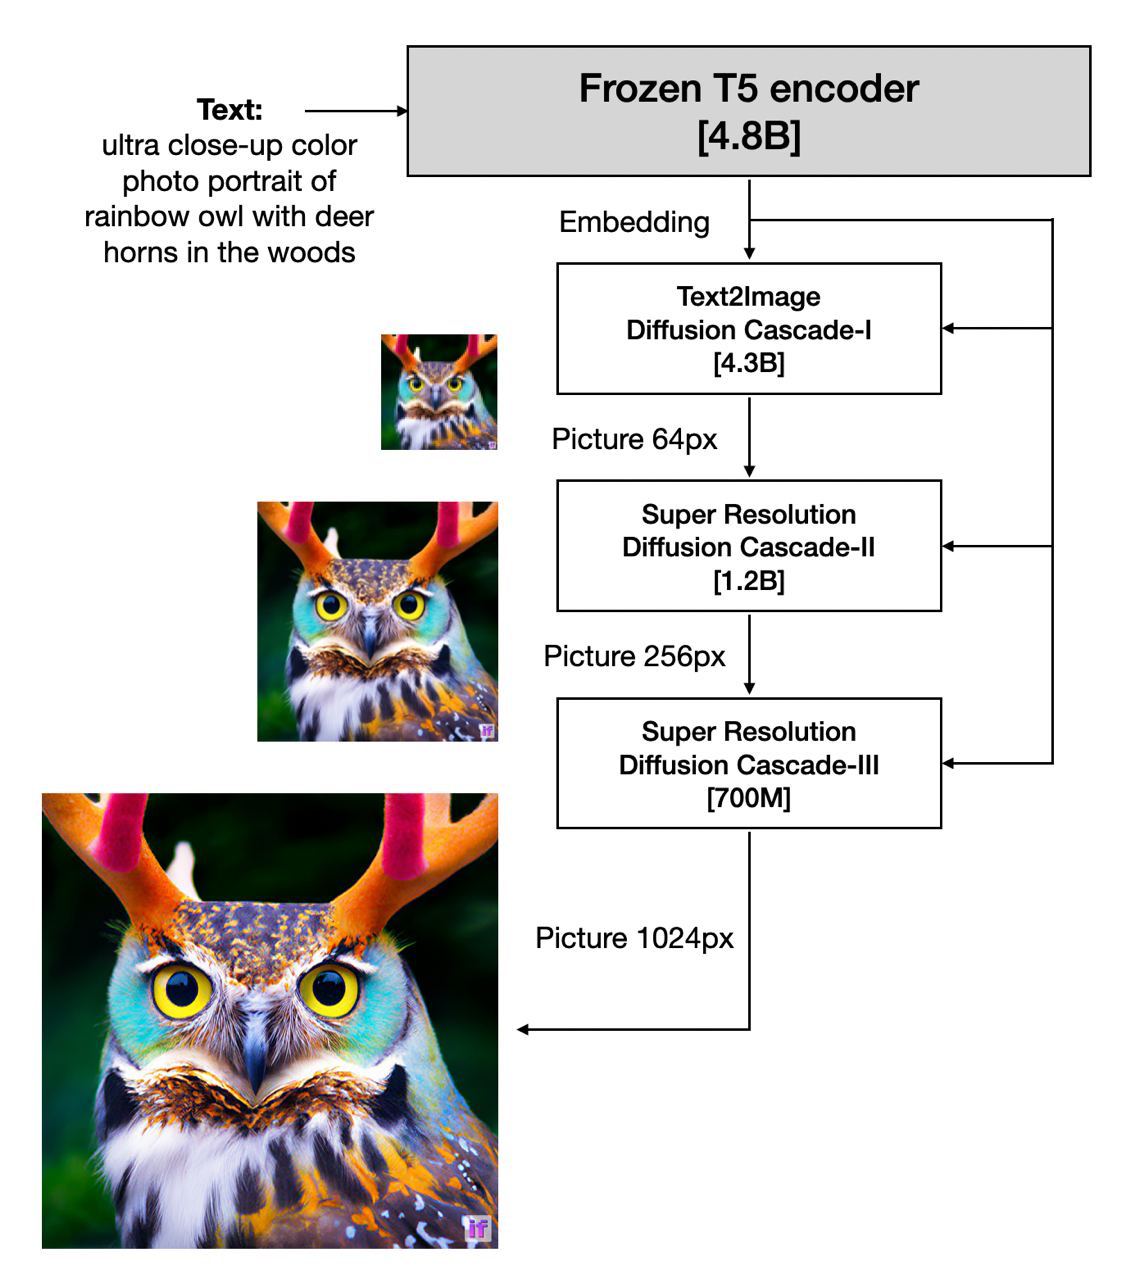 Frozen T5 encoder
[4.8B]
Text:
ultra close-up color
photo portrait of
rainbow owl with deer
horns in the woods
Embedding
Text2Image
Diffusion Cascade-I
[4.3B]
Picture 64px
Super Resolution
Diffusion Cascade-II
[1.2B]
Picture 256px
if
Super Resolution
Diffusion Cascade-III
[700M]
Picture 1024px
if